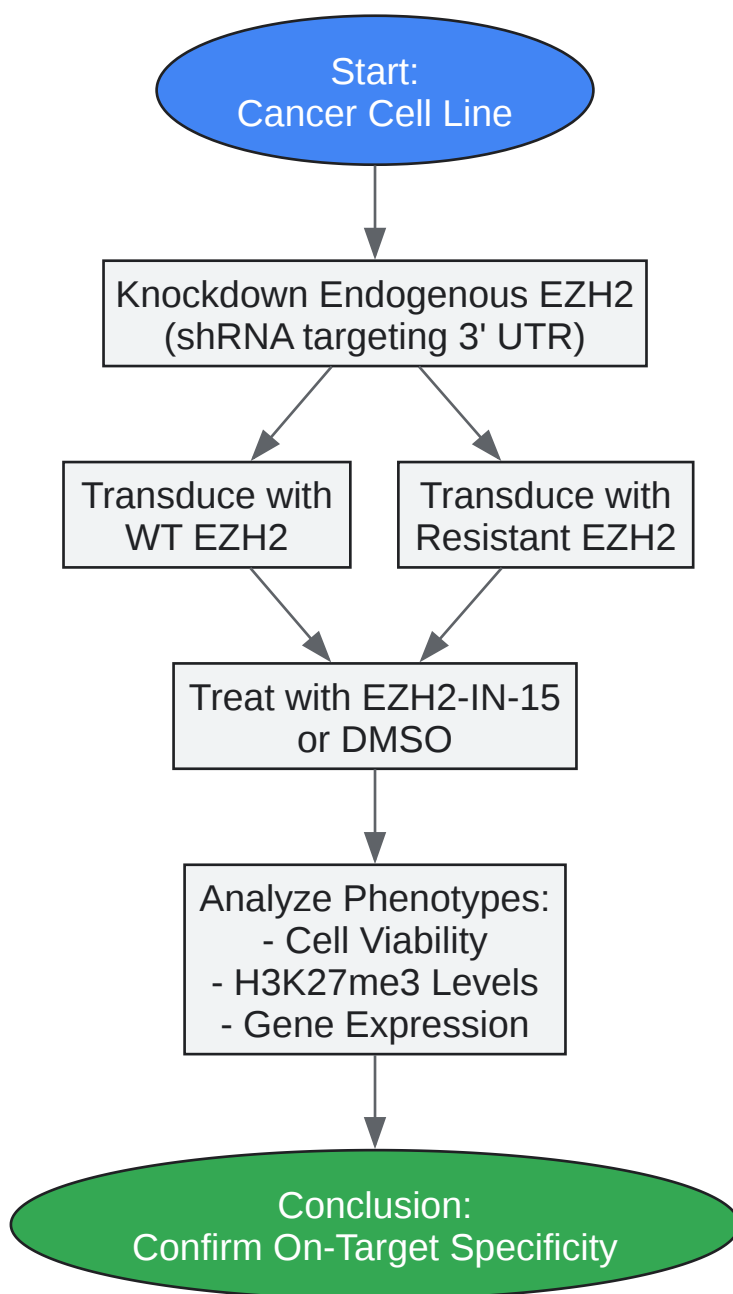 Start:
Cancer Cell Line
Knockdown Endogenous EZH2
(shRNA targeting 3' UTR)
Transduce with
WT EZH2
Transduce with
Resistant EZH2
Treat with EZH2-IN-15
or DMSO
Analyze Phenotypes:
- Cell Viability
- H3K27me3 Levels
- Gene Expression
Conclusion:
Confirm On-Target Specificity